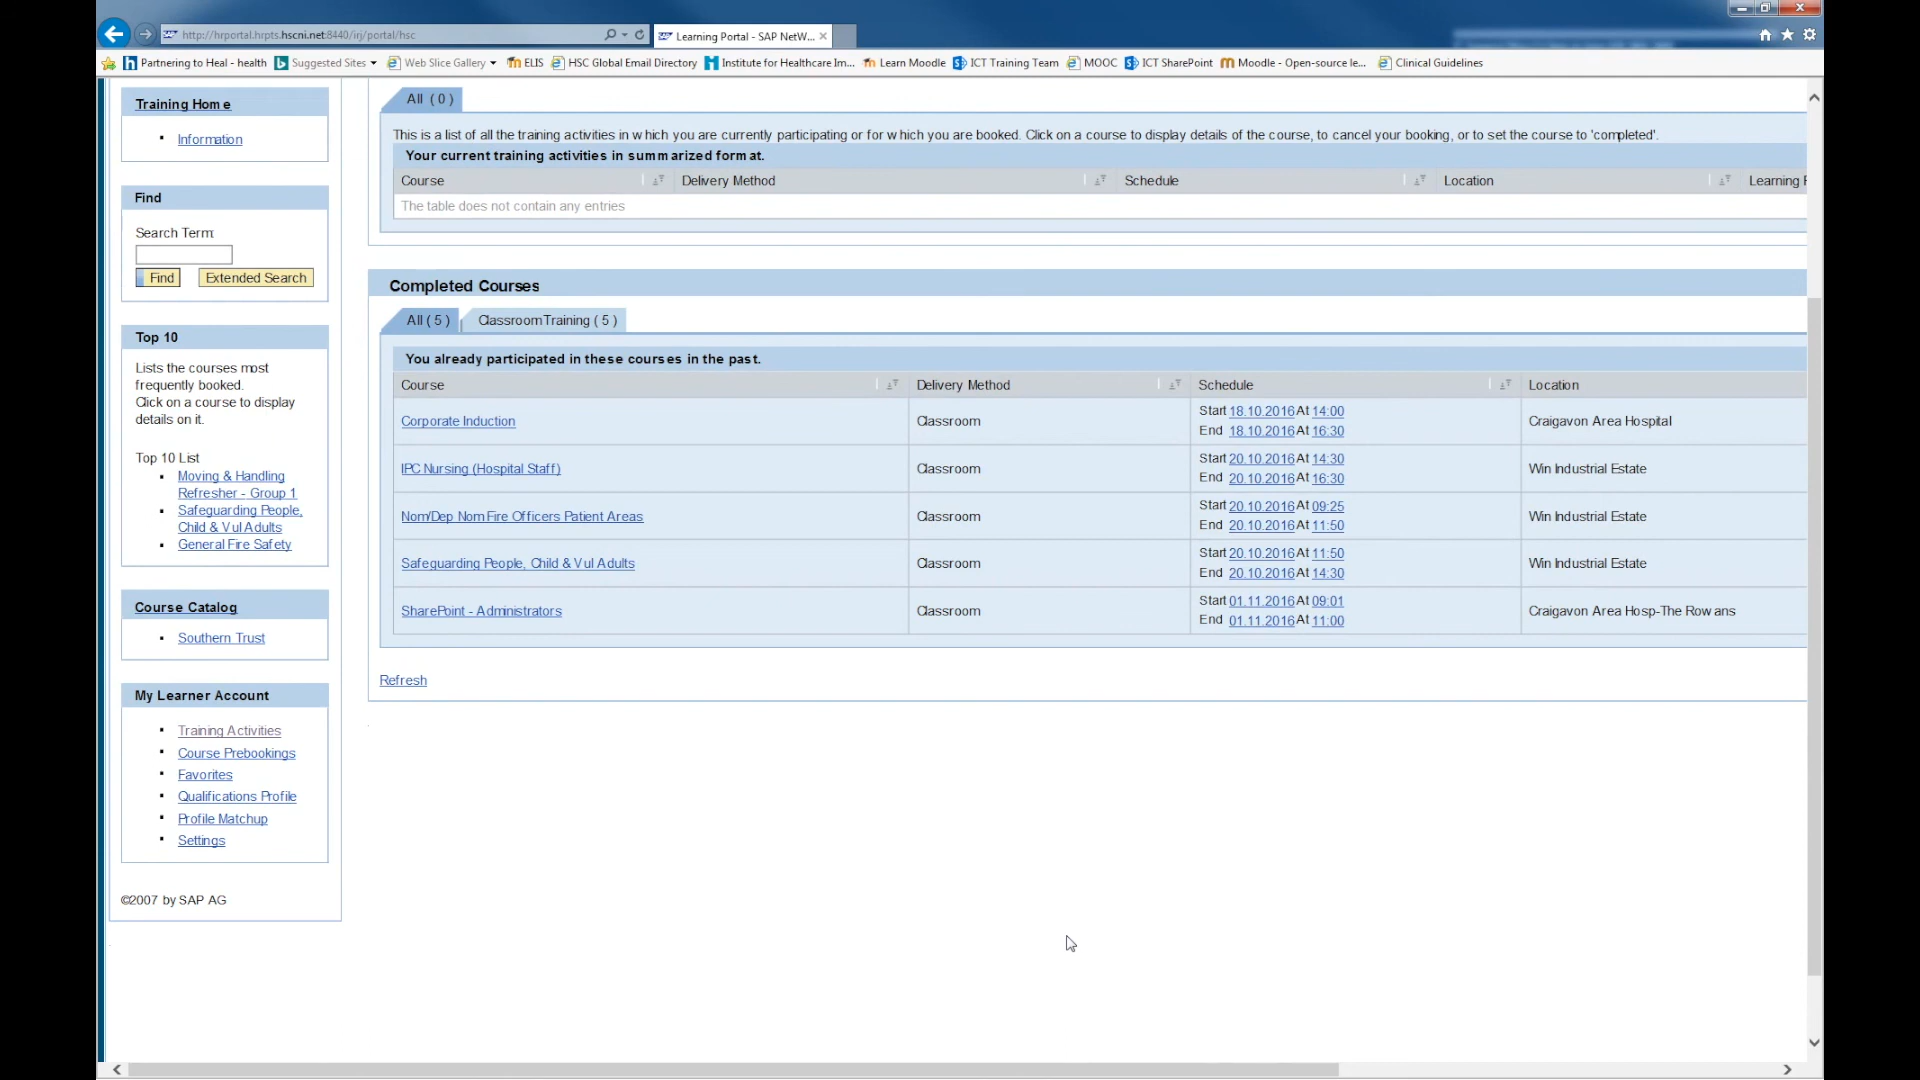 http://hrportal.hrpts.hscni.net:8440/irj/portal/hsc
Learning Portal - SAP NetW...
Partnering to Heal - health
Suggested Sites
Web Slice Gallery
ELIS
HSC Global Email Directory
Institute for Healthcare Im...
Learn Moodle
ICT Training Team
MOOC
ICT SharePoint
Moodle - Open-source le...
Clinical Guidelines
Training Home
Information
Find
Search Term:
Find
Extended Search
Top 10
Lists the courses most
frequently booked.
Click on a course to display
details on it.
Top 10 List
Moving & Handling
Refresher - Group 1
Safeguarding People,
Child & Vul Adults
General Fire Safety
Course Catalog
Southern Trust
My Learner Account
Training Activities
Course Prebookings
Favorites
Qualifications Profile
Profile Matchup
Settings
©2007 by SAP AG
All ( 0 )
This is a list of all the training activities in which you are currently participating or for which you are booked. Click on a course to display details of the course, to cancel your booking, or to set the course to 'completed'.
Your current training activities in summarized format.
Course Delivery Method Schedule Location Learning
The table does not contain any entries
Completed Courses
All ( 5 ) Classroom Training ( 5 )
You already participated in these courses in the past.
Course Delivery Method Schedule Location
Corporate Induction Classroom Start 18.10.2016 At 14:00 Craigavon Area Hospital
End 18.10.2016 At 16:30
IPC Nursing (Hospital Staff) Classroom Start 20.10.2016 At 14:30 Win Industrial Estate
End 20.10.2016 At 16:30
Nom/Dep Nom Fire Officers Patient Areas Classroom Start 20.10.2016 At 09:25 Win Industrial Estate
End 20.10.2016 At 11:50
Safeguarding People, Child & Vul Adults Classroom Start 20.10.2016 At 11:50 Win Industrial Estate
End 20.10.2016 At 14:30
SharePoint - Administrators Classroom Start 01.11.2016 At 09:01 Craigavon Area Hosp-The Rowans
End 01.11.2016 At 11:00
Refresh